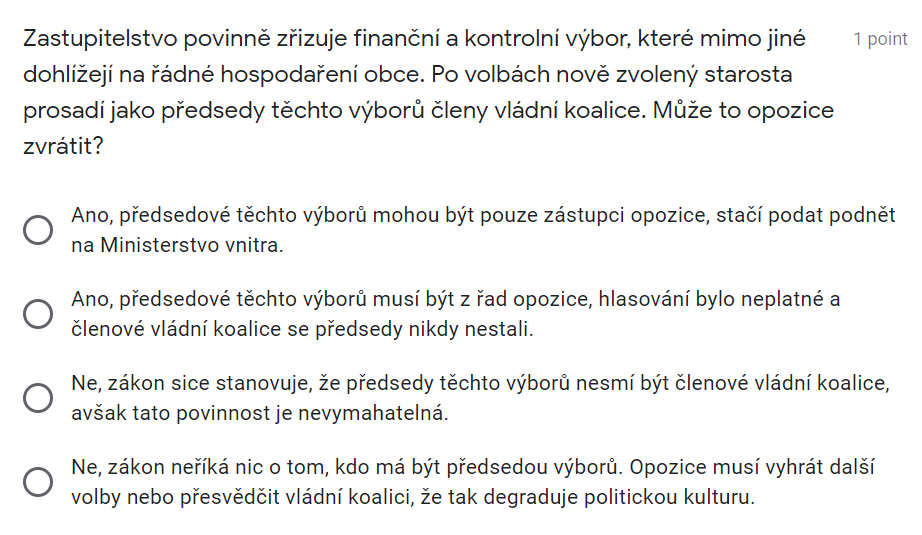 Zastupitelstvo povinně zřizuje finanční a kontrolní výbor, které mimo jiné
1 point
dohlížejí na řádné hospodaření obce. Po volbách nově zvolený starosta
prosadí jako předsedy těchto výborů členy vládní koalice. Může to opozice
zvrátit?
Ano, předsedové těchto výborů mohou být pouze zástupci opozice, stačí podat podnět
na Ministerstvo vnitra.
Ano, předsedové těchto výborů musí být z řad opozice, hlasování bylo neplatné a
členové vládní koalice se předsedy nikdy nestali.
Ne, zákon sice stanovuje, že předsedy těchto výborů nesmí být členové vládní koalice,
avšak tato povinnost je nevymahatelná.
Ne, zákon neříká nic o tom, kdo má být předsedou výborů. Opozice musí vyhrát další
volby nebo přesvědčit vládní koalici, že tak degraduje politickou kulturu.